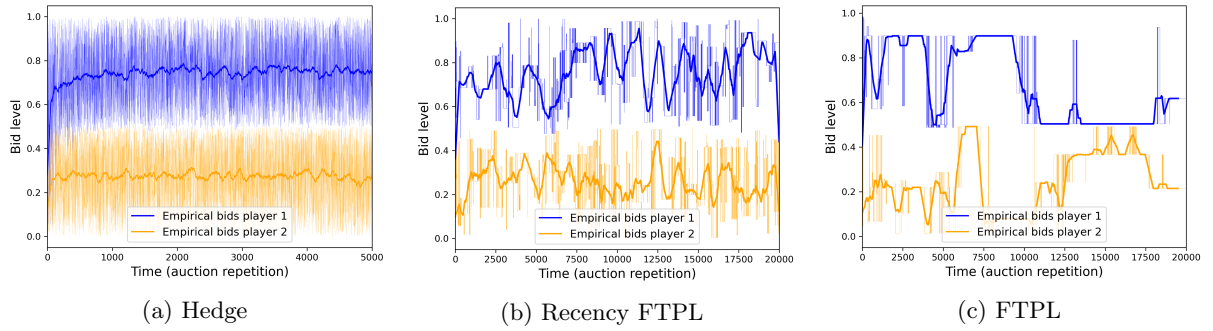 1.0
0.8
0.6
0.4
0.2
0.0
Bid level
Empirical bids player 1
Empirical bids player 2
0 1000 2000 3000 4000 5000
Time (auction repetition)
(a) Hedge
1.0
0.8
0.6
0.4
0.2
0.0
Bid level
Empirical bids player 1
Empirical bids player 2
0 2500 5000 7500 10000 12500 15000 17500 20000
Time (auction repetition)
(b) Recency FTPL
1.0
0.8
0.6
0.4
0.2
0.0
Bid level
Empirical bids player 1
Empirical bids player 2
0 2500 5000 7500 10000 12500 15000 17500 20000
Time (auction repetition)
(c) FTPL